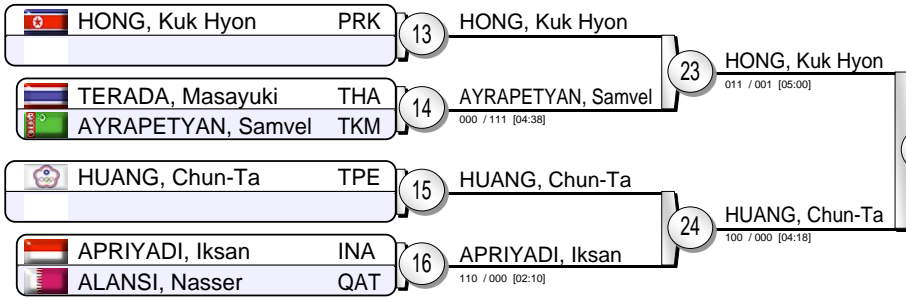 HONG, Kuk Hyon PRK
13
HONG, Kuk Hyon
TERADA, Masayuki THA
AYRAPETYAN, Samvel TKM
14
AYRAPETYAN, Samvel
000 / 111 [04:38]
23
HONG, Kuk Hyon
011 / 001 [05:00]
HUANG, Chun-Ta TPE
15
HUANG, Chun-Ta
APRIYADI, Iksan INA
ALANSI, Nasser QAT
16
APRIYADI, Iksan
110 / 000 [02:10]
24
HUANG, Chun-Ta
100 / 000 [04:18]